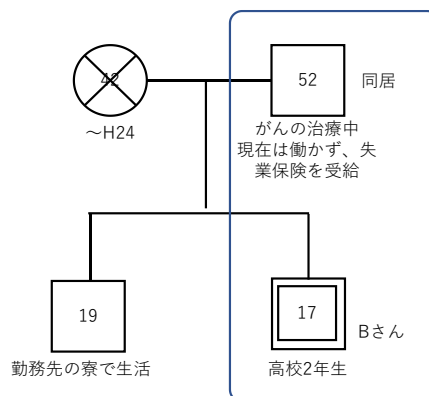 42
52
同居
～H24
がんの治療中
現在は働かず、失
業保険を受給
19
17
Bさん
勤務先の寮で生活
高校2年生